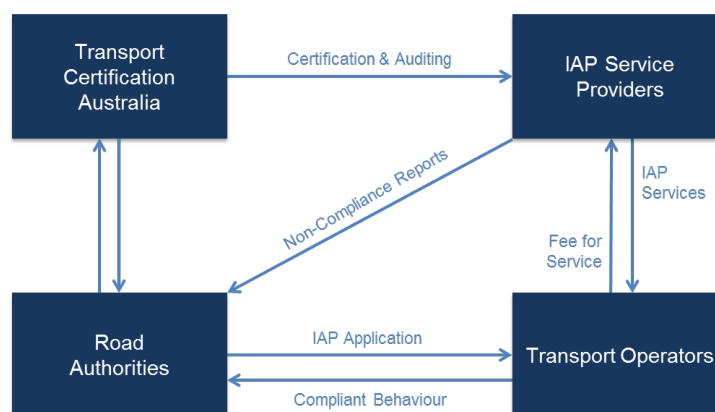 Transport
Certification
Australia
Certification & Auditing
IAP Service
Providers
Non-Compliance Reports
IAP
Services
Fee for
Service
Road
Authorities
IAP Application
Compliant Behaviour
Transport Operators